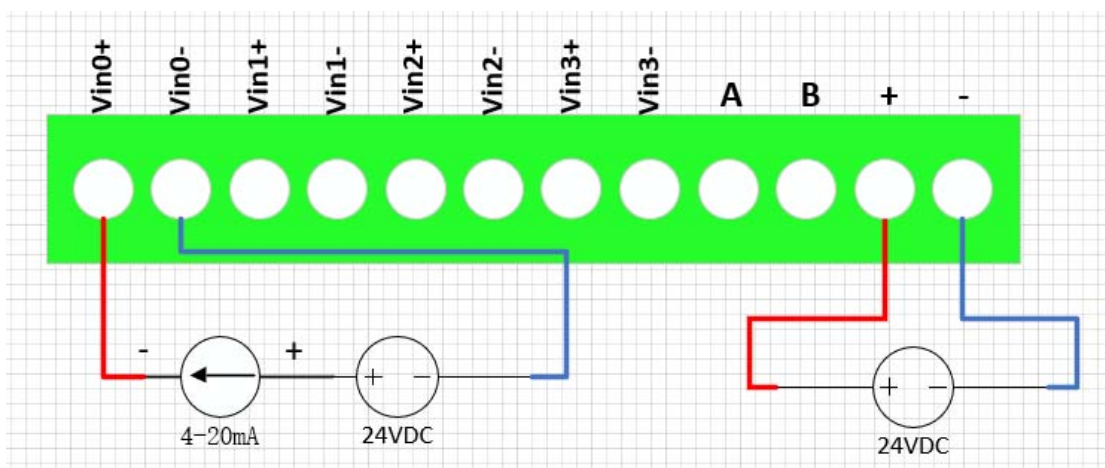 Vin0+ Vin0- Vin1+ Vin1- Vin2+ Vin2- Vin3+ Vin3- A B + -
- +
+ -
4-20mA 24VDC
+ -
24VDC